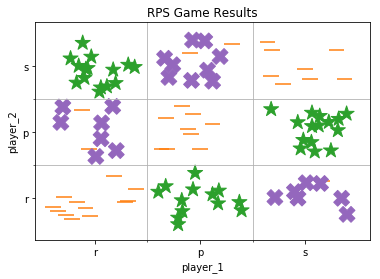 RPS Game Results
player_2
s
p
r
r p s
player_1